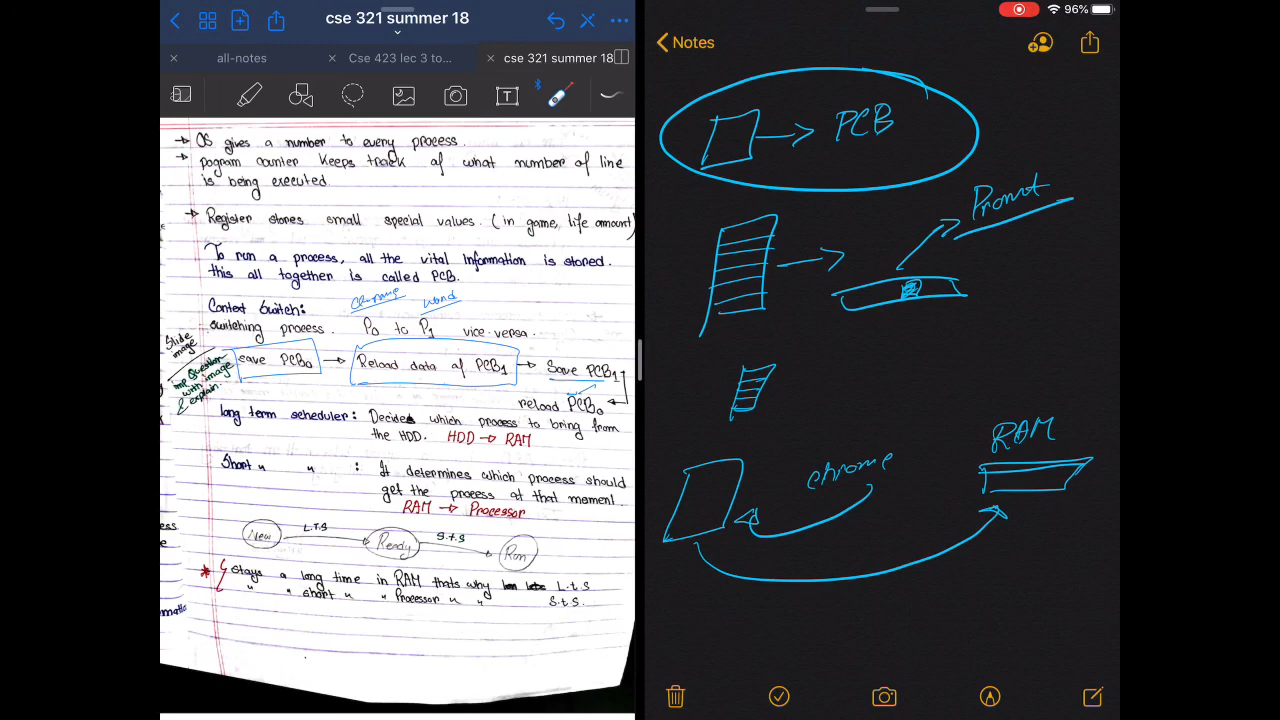 cse 321 summer 18
all-notes
Cse 423 lec 3 to...
cse 321 summer 18
→ OS gives a number to every process.
→ pogram counter keeps track of what number of line
is being executed.
→ Register stores small special values. (in game, life amount)
To run a process, all the vital information is stored.
this all together is called PCB.
Chrome Word
Context Switch:
switching process. P0 to P1 vice-versa.
Slide
image
imp Question
with image
& explain.
save PCB0 → Reload data of PCB1 → Save PCB1
reload PCB0
long term scheduler: Decides which process to bring from
the HDD. HDD → RAM
Short " " : It determines which process should
get the process at that moment.
RAM → Processor
New L.T.S Ready S.T.S Run
* stays a long time in RAM thats why L.t.s
" " short " " Processor " " S.t.S.
96%
Notes
PCB
RAM
chrome